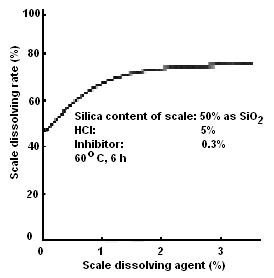 100
80
Scale dissolving rate (%)
60
Silica content of scale: 50% as SiO2
HCl: 5%
Inhibitor: 0.3%
60°C, 6 h
40
20
0
0 1 2 3
Scale dissolving agent (%)